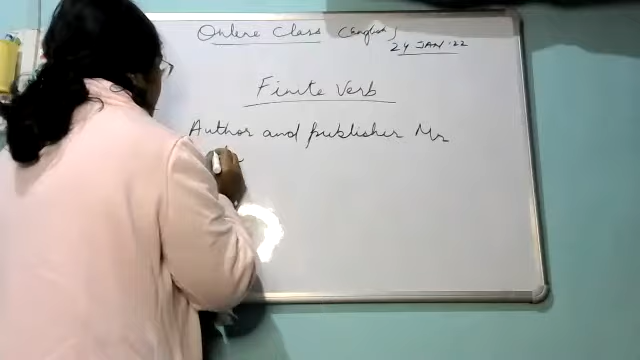 Online Class (English)
24 JAN '22
Finite Verb
Author and publisher Mr